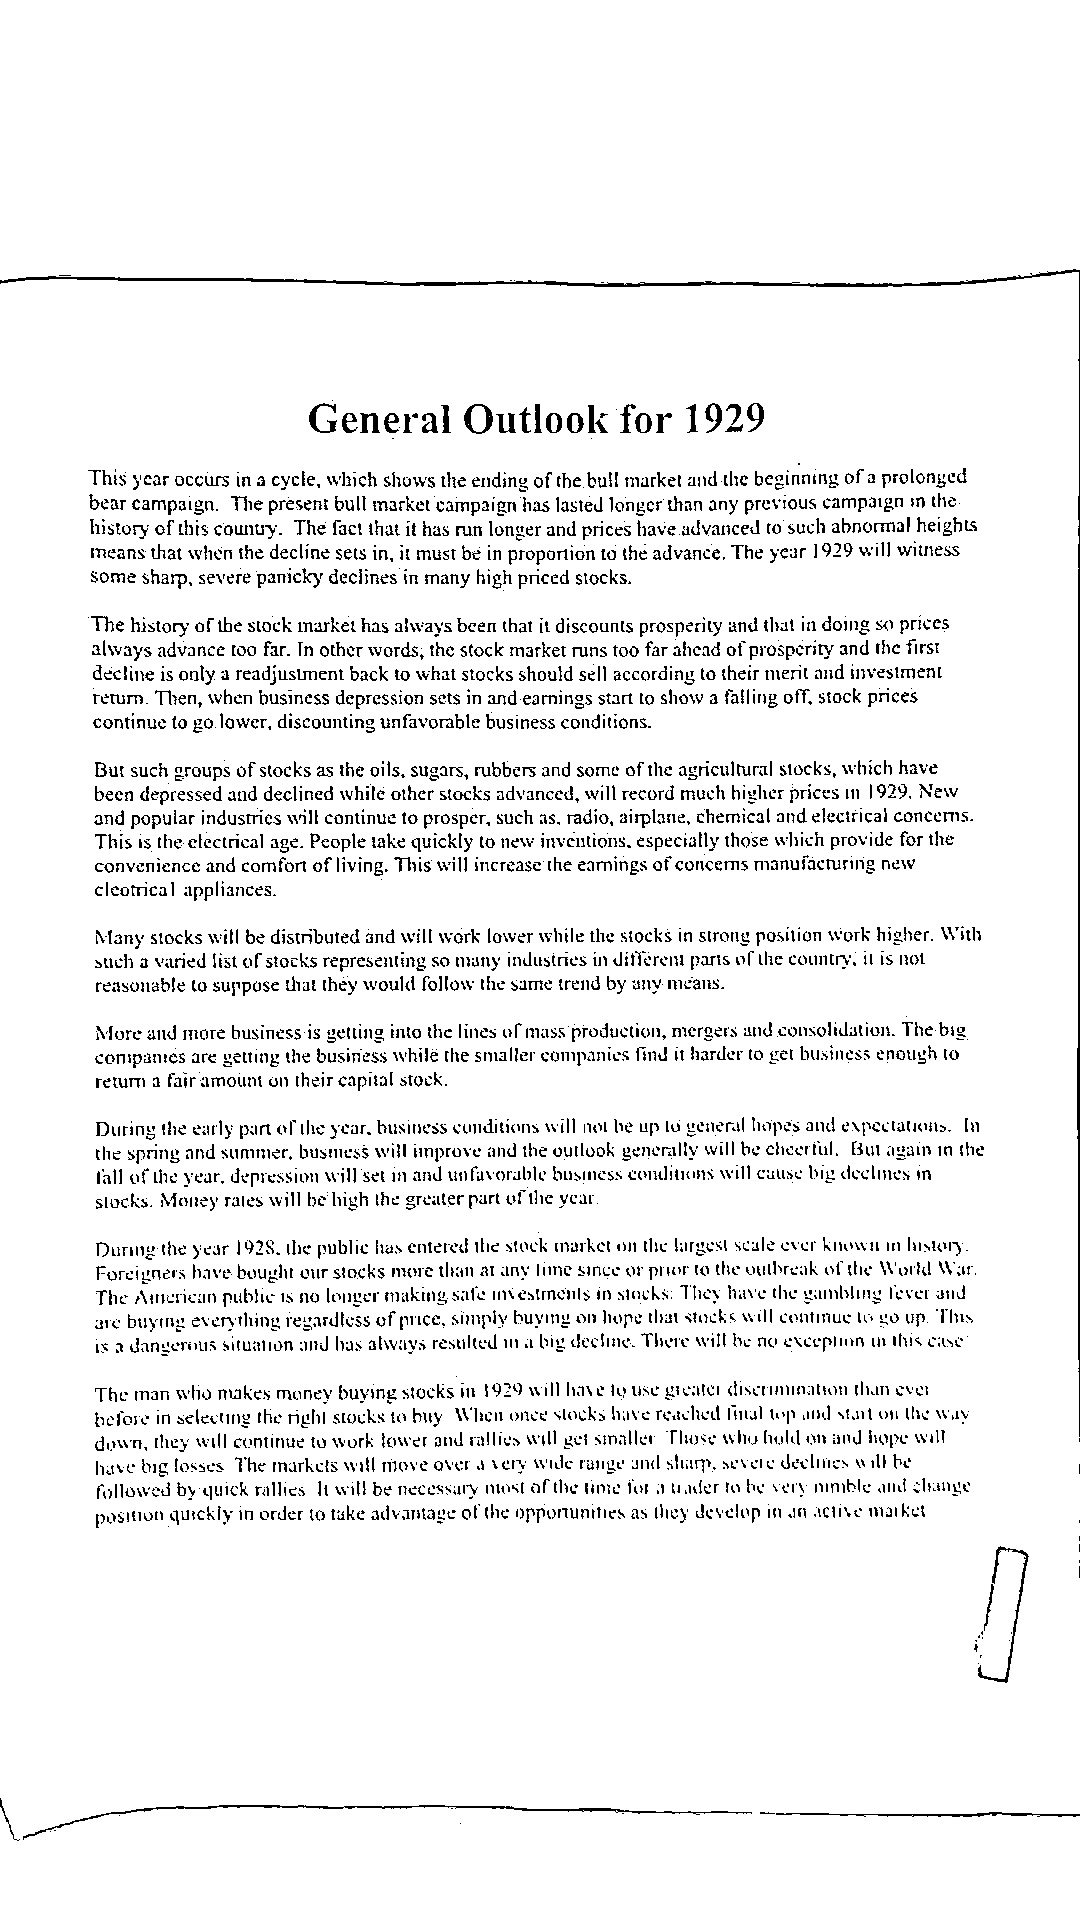 General Outlook for 1929
This year occurs in a cycle, which shows the ending of the bull market and the beginning of a prolonged
bear campaign. The present bull market campaign has lasted longer than any previous campaign in the
history of this country. The fact that it has run longer and prices have advanced to such abnormal heights
means that when the decline sets in, it must be in proportion to the advance. The year 1929 will witness
some sharp, severe panicky declines in many high priced stocks.
The history of the stock market has always been that it discounts prosperity and that in doing so prices
always advance too far. In other words, the stock market runs too far ahead of prosperity and the first
decline is only a readjustment back to what stocks should sell according to their merit and investment
return. Then, when business depression sets in and earnings start to show a falling off, stock prices
continue to go lower, discounting unfavorable business conditions.
But such groups of stocks as the oils, sugars, rubbers and some of the agricultural stocks, which have
been depressed and declined while other stocks advanced, will record much higher prices in 1929. New
and popular industries will continue to prosper, such as, radio, airplane, chemical and electrical concerns.
This is the electrical age. People take quickly to new inventions, especially those which provide for the
convenience and comfort of living. This will increase the earnings of concerns manufacturing new
electrical appliances.
Many stocks will be distributed and will work lower while the stocks in strong position work higher. With
such a varied list of stocks representing so many industries in different parts of the country, it is not
reasonable to suppose that they would follow the same trend by any means.
More and more business is getting into the lines of mass production, mergers and consolidation. The big
companies are getting the business while the smaller companies find it harder to get business enough to
return a fair amount on their capital stock.
During the early part of the year, business conditions will not be up to general hopes and expectations. In
the spring and summer, business will improve and the outlook generally will be cheerful. But again in the
fall of the year, depression will set in and unfavorable business conditions will cause big declines in
stocks. Money rates will be high the greater part of the year.
During the year 1928, the public has entered the stock market on the largest scale ever known in history.
Foreigners have bought our stocks more than at any time since or prior to the outbreak of the World War.
The American public is no longer making safe investments in stocks. They have the gambling fever and
are buying everything regardless of price, simply buying on hope that stocks will continue to go up. This
is a dangerous situation and has always resulted in a big decline. There will be no exception in this case
The man who makes money buying stocks in 1929 will have to use greater discrimination than ever
before in selecting the right stocks to buy. When once stocks have reached final top and start on the way
down, they will continue to work lower and rallies will get smaller. Those who hold on and hope will
have big losses. The markets will move over a very wide range and sharp, severe declines will be
followed by quick rallies. It will be necessary most of the time for a trader to be very nimble and change
position quickly in order to take advantage of the opportunities as they develop in an active market